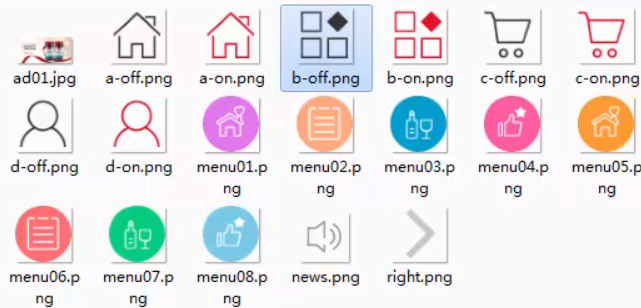 ad01.jpg a-off.png a-on.png b-off.png b-on.png c-off.png c-on.png
d-off.png d-on.png menu01.p menu02.p menu03.p menu04.p menu05.p
ng ng ng ng ng
menu06.p menu07.p menu08.p news.png right.png
ng ng ng